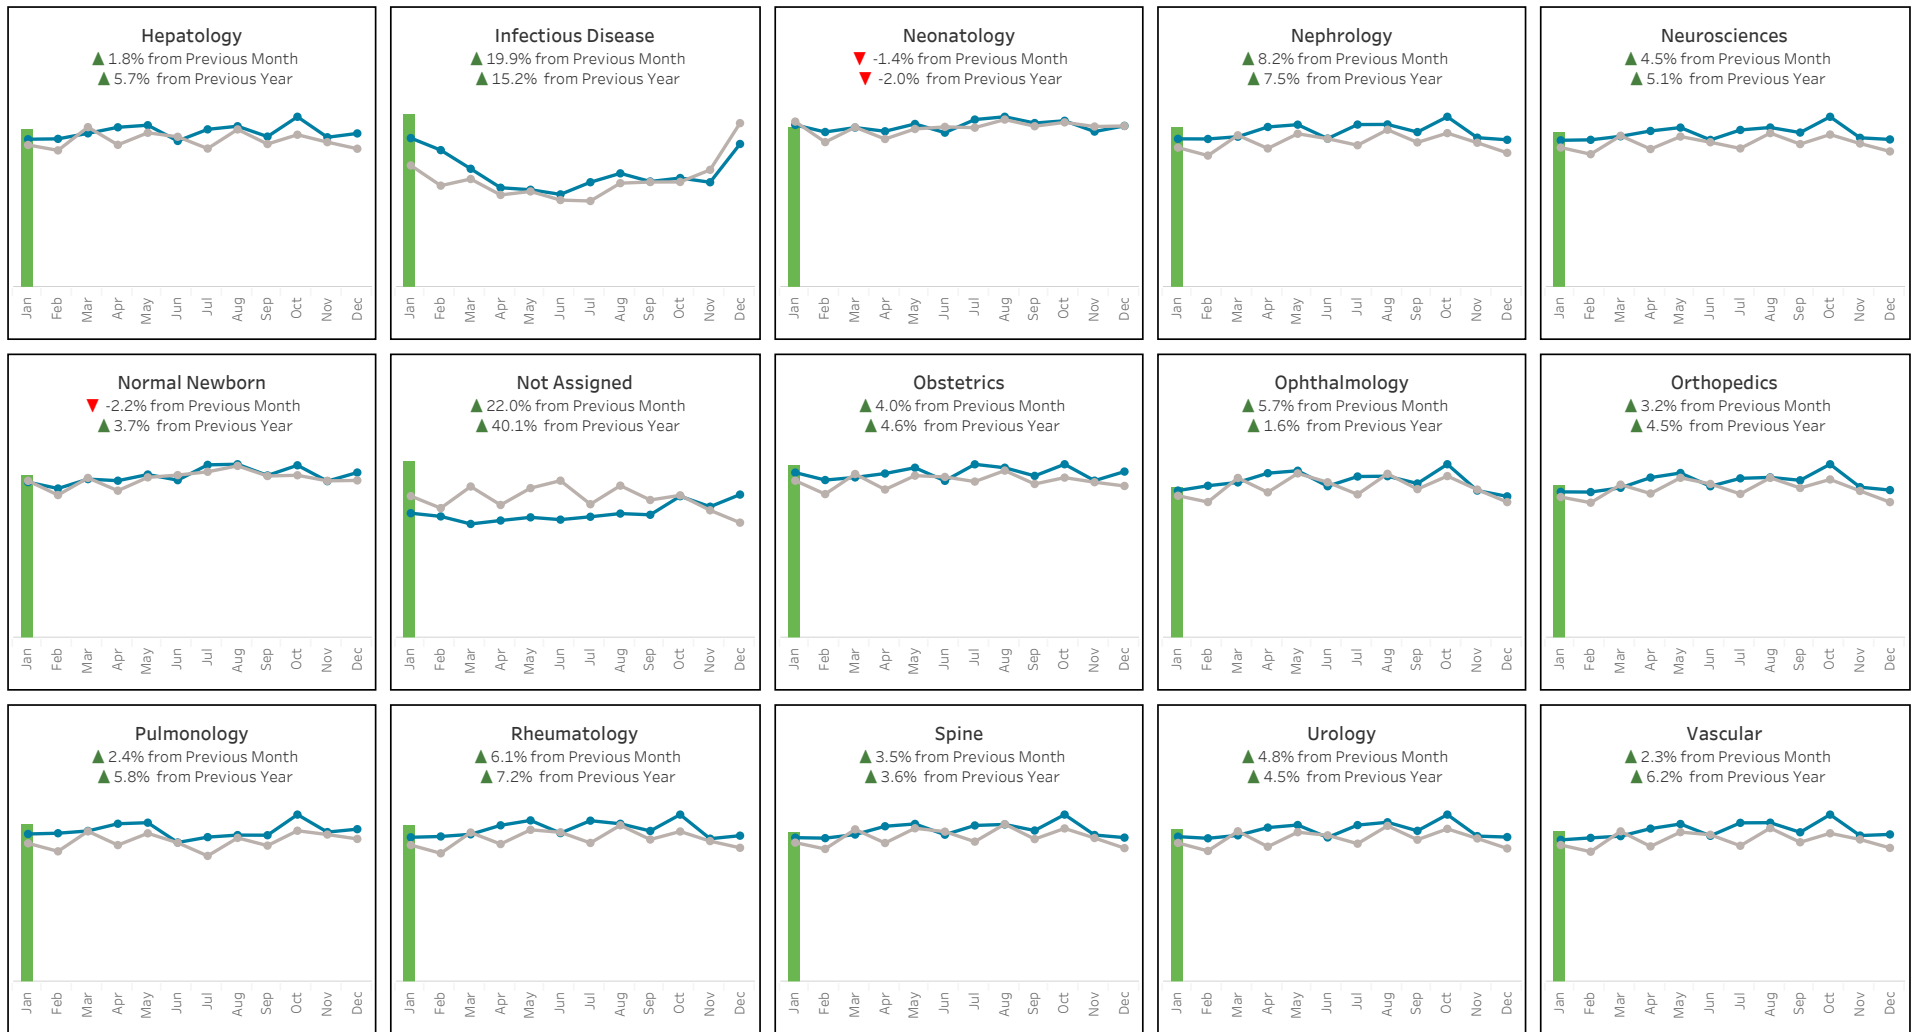 Hepatology
▲ 1.8% from Previous Month
▲ 5.7% from Previous Year
Jan Feb Mar Apr May Jun Jul Aug Sep Oct Nov Dec
Infectious Disease
▲ 19.9% from Previous Month
▲ 15.2% from Previous Year
Jan Feb Mar Apr May Jun Jul Aug Sep Oct Nov Dec
Neonatology
▼ -1.4% from Previous Month
▼ -2.0% from Previous Year
Jan Feb Mar Apr May Jun Jul Aug Sep Oct Nov Dec
Nephrology
▲ 8.2% from Previous Month
▲ 7.5% from Previous Year
Jan Feb Mar Apr May Jun Jul Aug Sep Oct Nov Dec
Neurosciences
▲ 4.5% from Previous Month
▲ 5.1% from Previous Year
Jan Feb Mar Apr May Jun Jul Aug Sep Oct Nov Dec
Normal Newborn
▼ -2.2% from Previous Month
▲ 3.7% from Previous Year
Jan Feb Mar Apr May Jun Jul Aug Sep Oct Nov Dec
Not Assigned
▲ 22.0% from Previous Month
▲ 40.1% from Previous Year
Jan Feb Mar Apr May Jun Jul Aug Sep Oct Nov Dec
Obstetrics
▲ 4.0% from Previous Month
▲ 4.6% from Previous Year
Jan Feb Mar Apr May Jun Jul Aug Sep Oct Nov Dec
Ophthalmology
▲ 5.7% from Previous Month
▲ 1.6% from Previous Year
Jan Feb Mar Apr May Jun Jul Aug Sep Oct Nov Dec
Orthopedics
▲ 3.2% from Previous Month
▲ 4.5% from Previous Year
Jan Feb Mar Apr May Jun Jul Aug Sep Oct Nov Dec
Pulmonology
▲ 2.4% from Previous Month
▲ 5.8% from Previous Year
Jan Feb Mar Apr May Jun Jul Aug Sep Oct Nov Dec
Rheumatology
▲ 6.1% from Previous Month
▲ 7.2% from Previous Year
Jan Feb Mar Apr May Jun Jul Aug Sep Oct Nov Dec
Spine
▲ 3.5% from Previous Month
▲ 3.6% from Previous Year
Jan Feb Mar Apr May Jun Jul Aug Sep Oct Nov Dec
Urology
▲ 4.8% from Previous Month
▲ 4.5% from Previous Year
Jan Feb Mar Apr May Jun Jul Aug Sep Oct Nov Dec
Vascular
▲ 2.3% from Previous Month
▲ 6.2% from Previous Year
Jan Feb Mar Apr May Jun Jul Aug Sep Oct Nov Dec